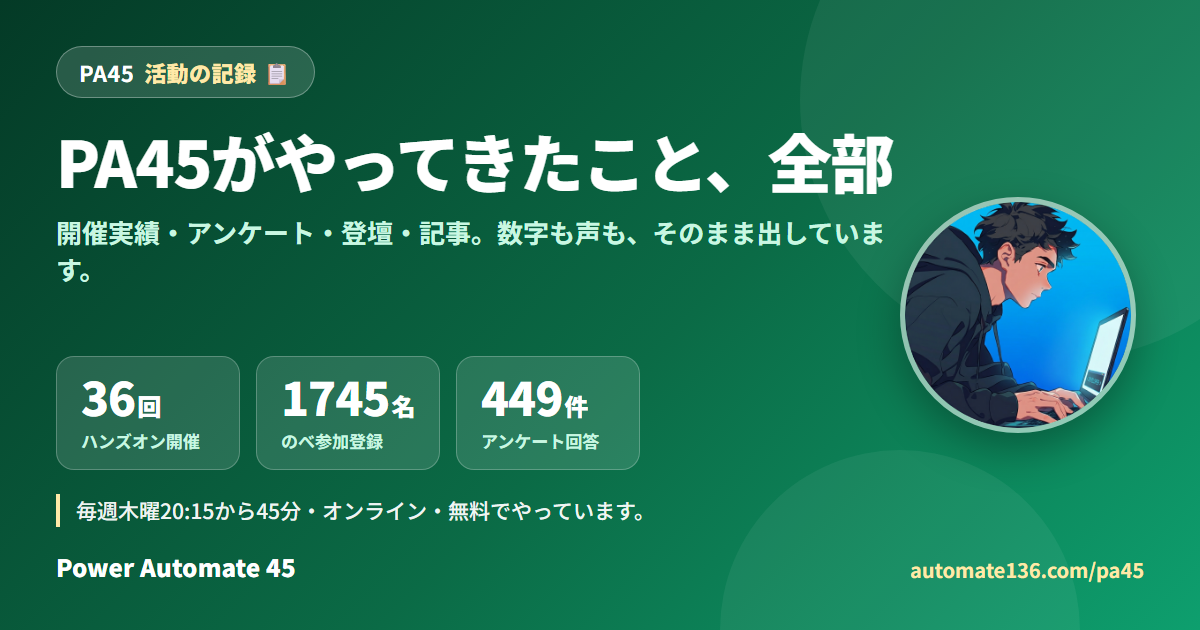 PA45 活動の記録 📋
PA45がやってきたこと、全部
開催実績・アンケート・登壇・記事。数字も声も、そのまま出していま
す。
36回
ハンズオン開催
1745名
のべ参加登録
449件
アンケート回答
毎週木曜20:15から45分・オンライン・無料でやっています。
Power Automate 45
automate136.com/pa45